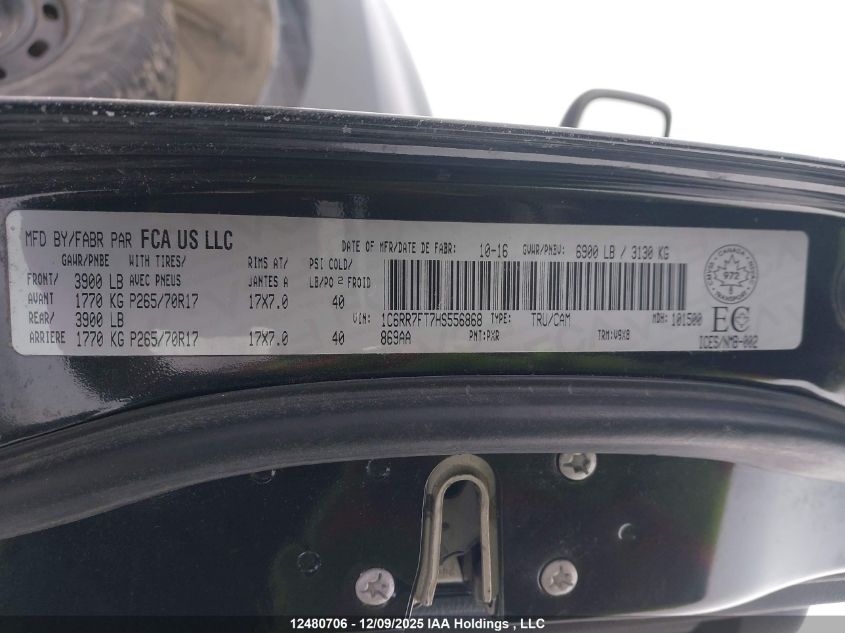 MFD BY/FABR PAR FCA US LLC
DATE OF MFR/DATE DE FABR: 10-16 GVWR/PNBV: 6900 LB / 3130 KG
GAWR/PNBE WITH TIRES/ RIMS AT/ PSI COLD/
FRONT/ 3900 LB AVEC PNEUS JANTES A LB/PO² FROID
AVANT 1770 KG P265/70R17 17X7.0 40
REAR/ 3900 LB
ARRIERE 1770 KG P265/70R17 17X7.0 40
VIN: 1C6RR7FT7HS556868 TYPE: TRU/CAM MDH: 101500
869AA PNT: PXR TRM: V9X8
CANADA
972
TRANSPORT
EC
ICES/NMB-002
12480706 - 12/09/2025 IAA Holdings , LLC